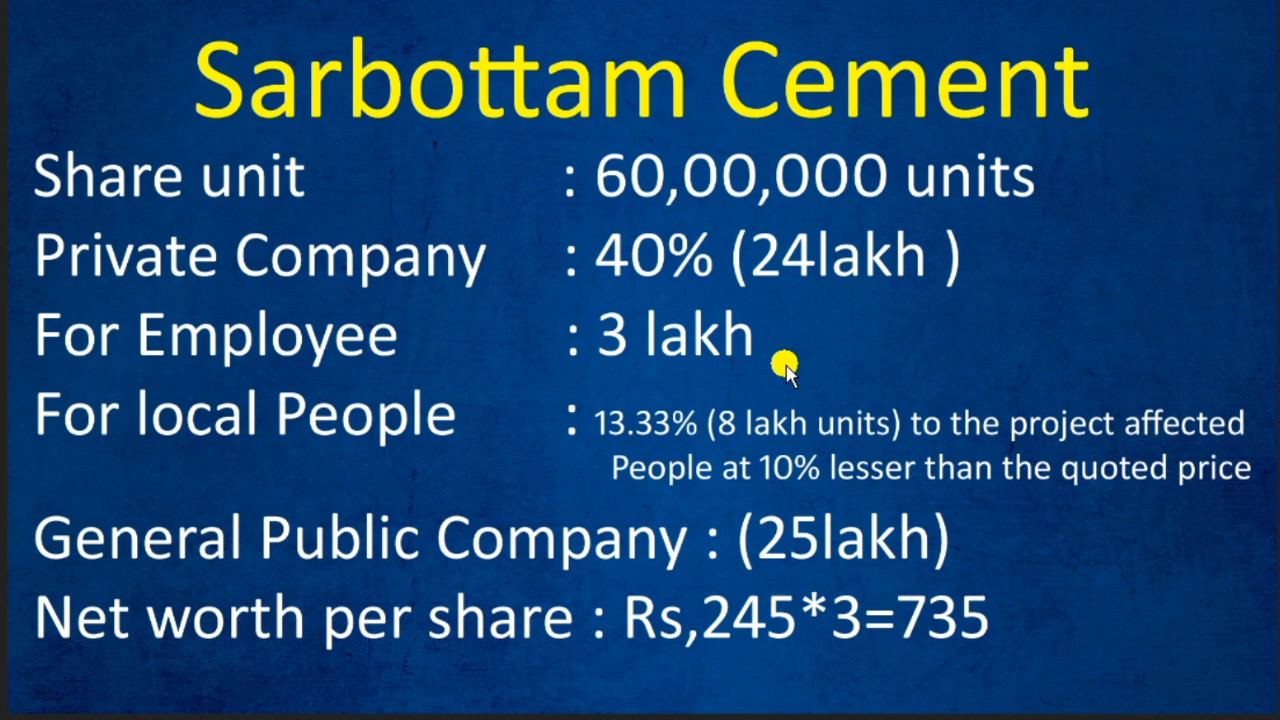 Sarbottam Cement
Share unit : 60,00,000 units
Private Company : 40% (24lakh )
For Employee : 3 lakh
For local People : 13.33% (8 lakh units) to the project affected
People at 10% lesser than the quoted price
General Public Company : (25lakh)
Net worth per share : Rs,245*3=735